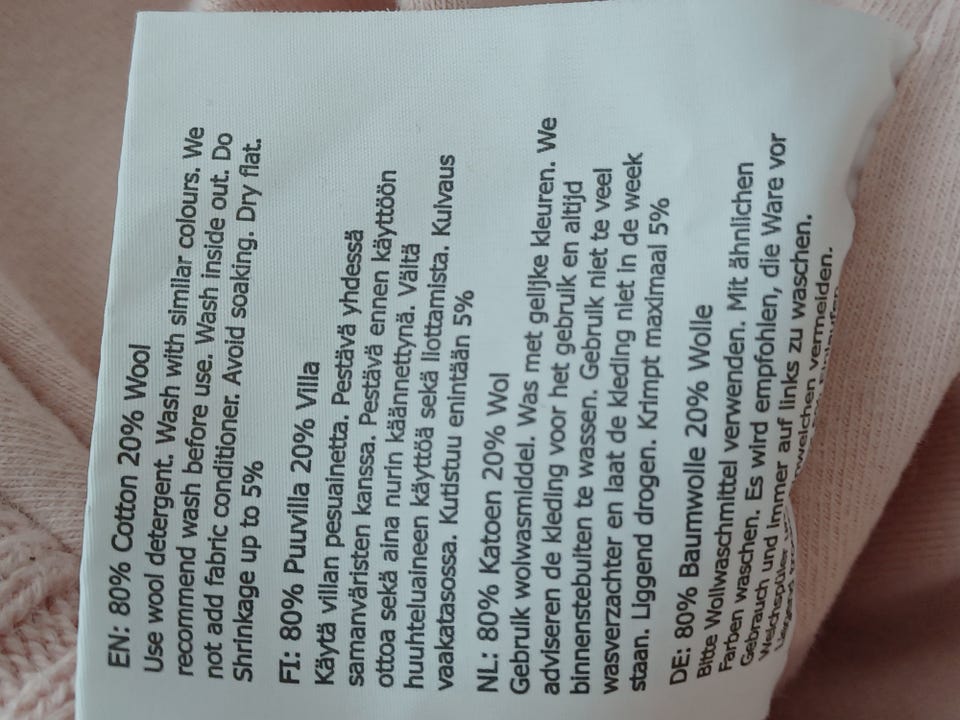 EN: 80% Cotton 20% Wool
Use wool detergent. Wash with similar colours. We
recommend wash before use. Wash inside out. Do
not add fabric conditioner. Avoid soaking. Dry flat.
Shrinkage up to 5%
FI: 80% Puuvilla 20% Villa
Käytä villan pesuainetta. Pestävä yhdessä
samanväristen kanssa. Pestävä ennen käyttöön
ottoa sekä aina nurin käännettynä. Vältä
huuhteluaineen käyttöä sekä liottamista. Kuivaus
vaakatasossa. Kutistuu enintään 5%
NL: 80% Katoen 20% Wol
Gebruik wolwasmiddel. Was met gelijke kleuren. We
adviseren de kleding voor het gebruik en altijd
binnenstebuiten te wassen. Gebruik niet te veel
wasverzachter en laat de kleding niet in de week
staan. Liggend drogen. Krimpt maximaal 5%
DE: 80% Baumwolle 20% Wolle
Bitte Wollwaschmittel verwenden. Mit ähnlichen
Farben waschen. Es wird empfohlen, die Ware vor
Gebrauch und immer auf links zu waschen.
Weichspüler vermeiden.
Liegend